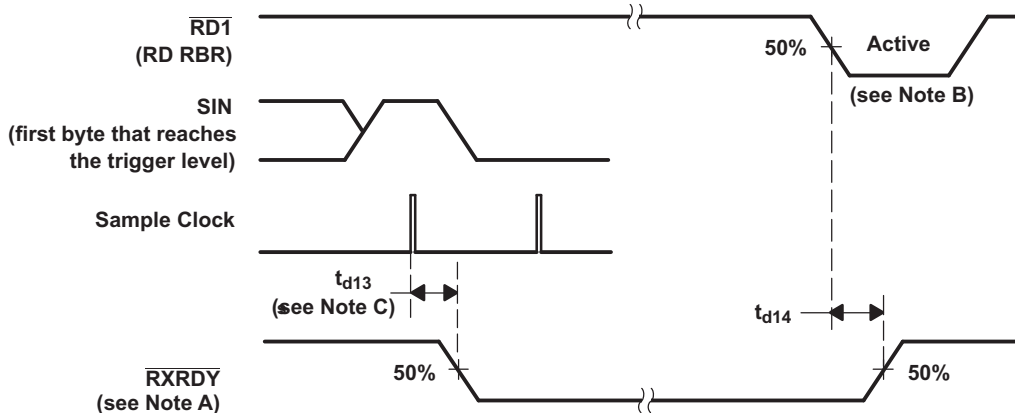 RD1
(RD RBR)
50%
Active
(see Note B)
SIN
(first byte that reaches
the trigger level)
Sample Clock
td13
(see Note C)
td14
RXRDY
(see Note A)
50%
50%